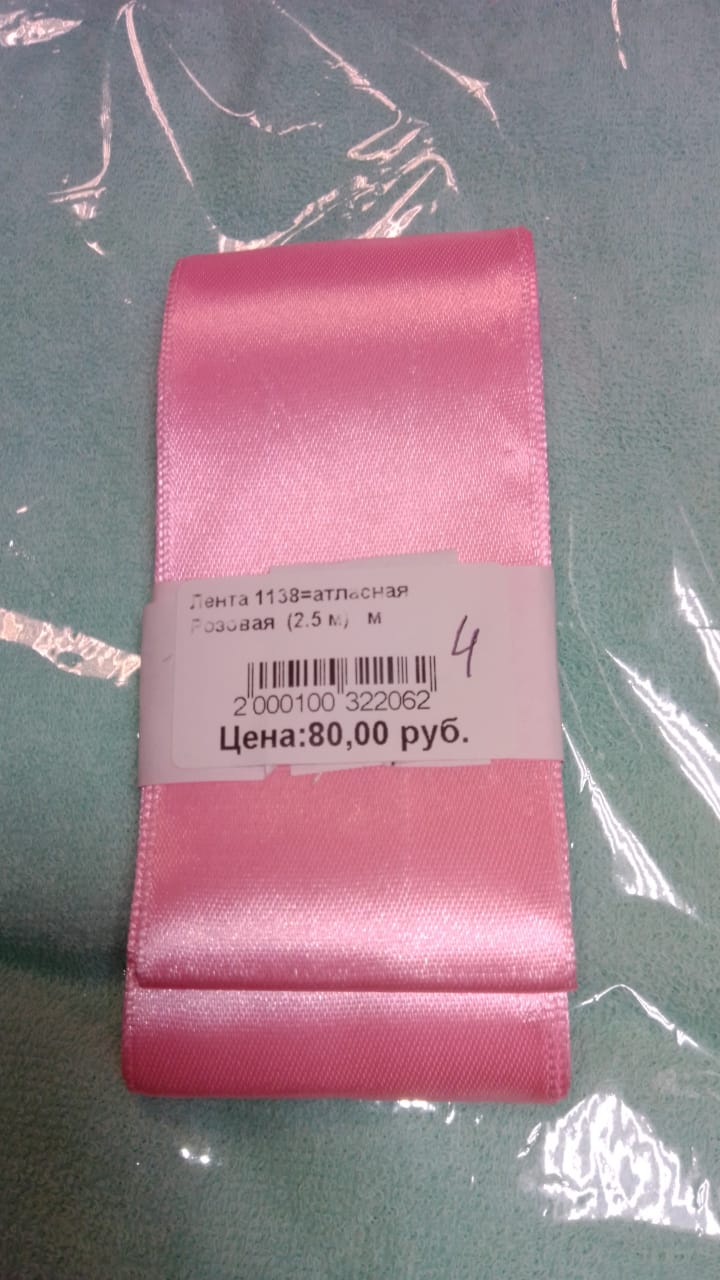 Лента 1138=атласная
Розовая (2.5 м) м
4
2 000100 322062
Цена:80,00 руб.